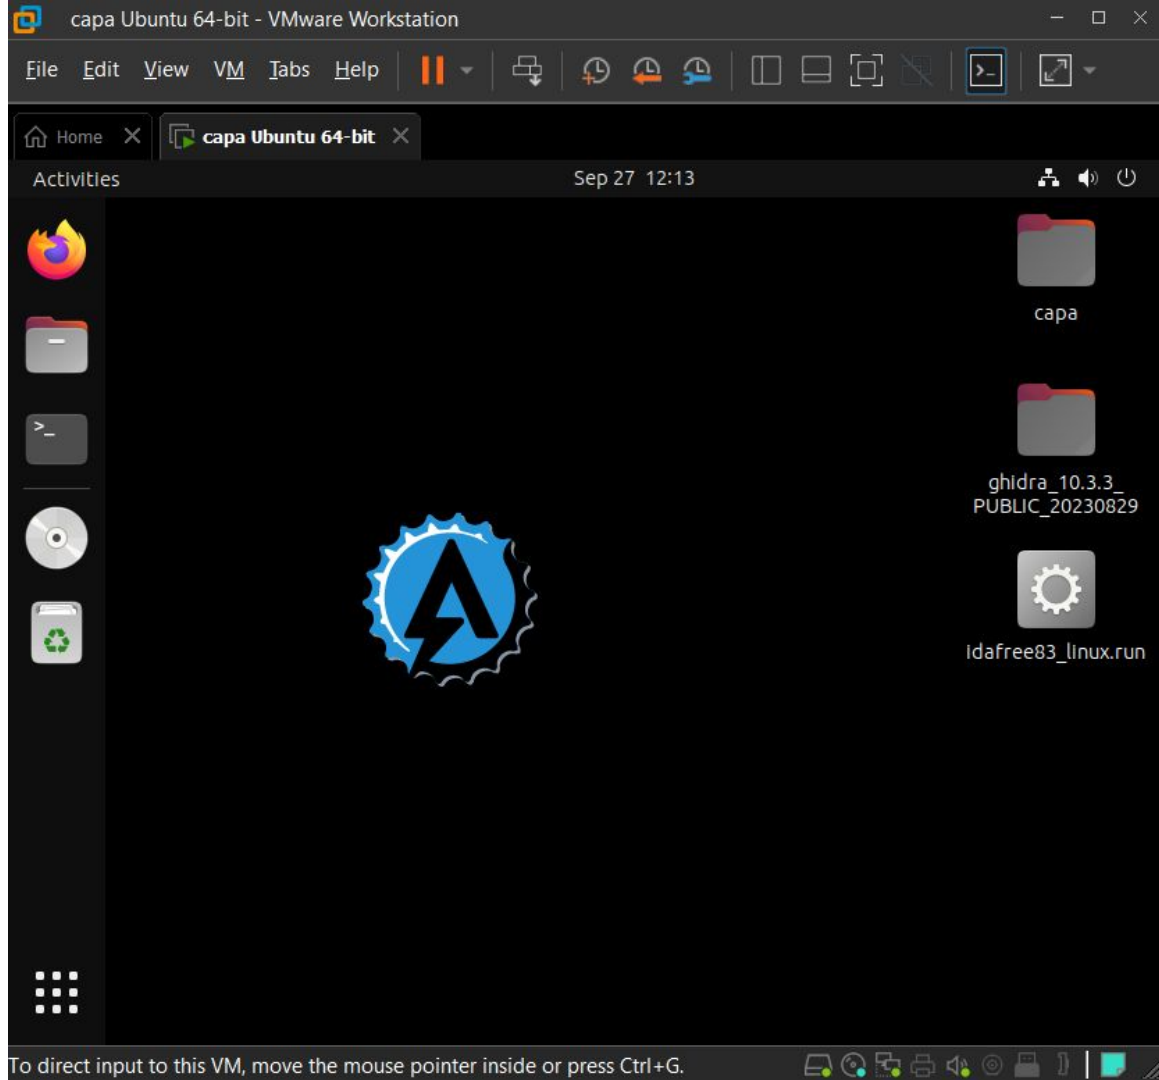 capa Ubuntu 64-bit - VMware Workstation
File Edit View VM Tabs Help
Home
capa Ubuntu 64-bit
Activities
Sep 27 12:13
capa
ghidra_10.3.3_
PUBLIC_20230829
idafree83_linux.run
To direct input to this VM, move the mouse pointer inside or press Ctrl+G.